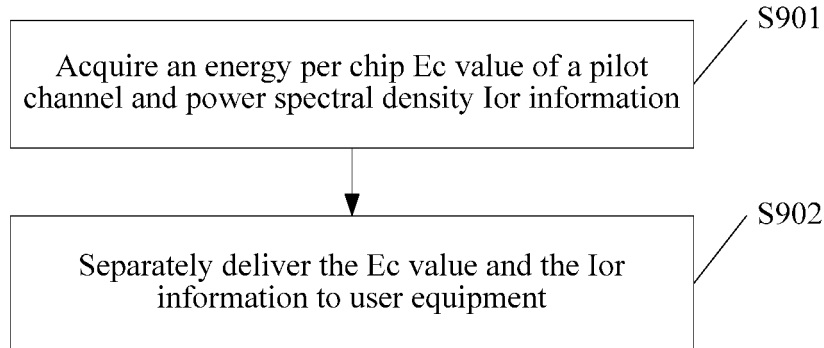 S901
Acquire an energy per chip Ec value of a pilot
channel and power spectral density Ior information
S902
Separately deliver the Ec value and the Ior
information to user equipment